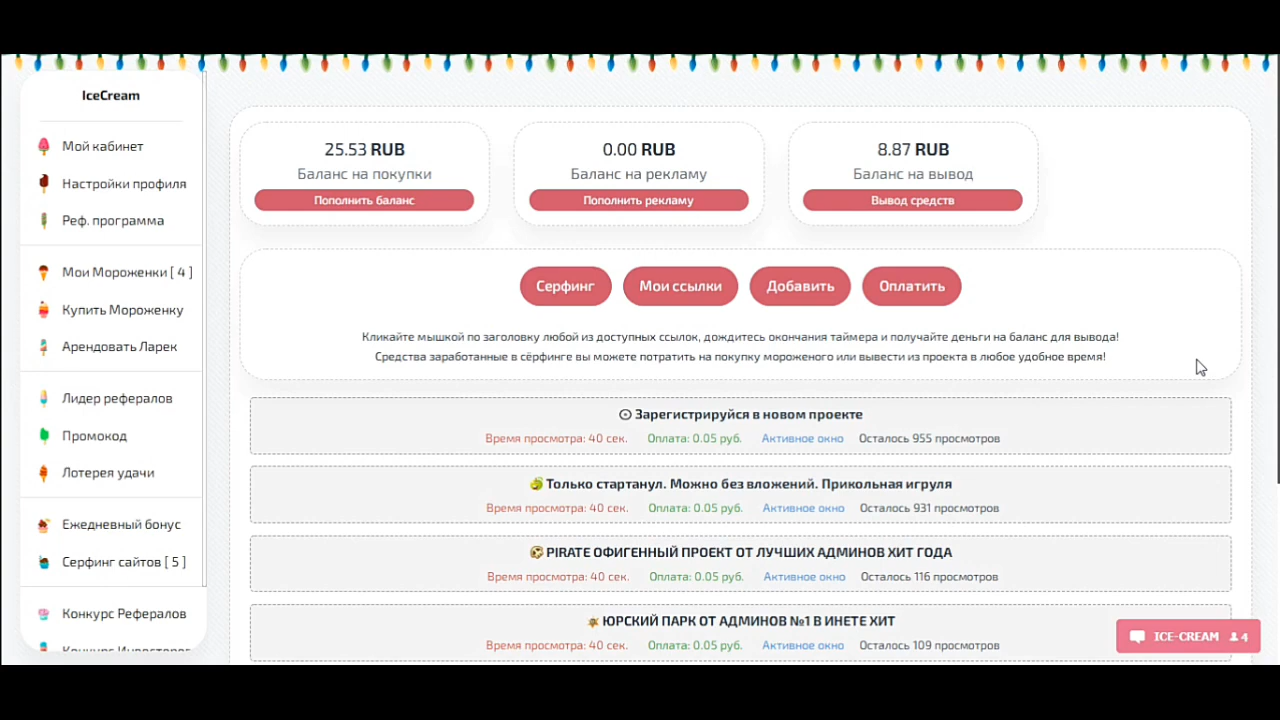 IceCream
Мой кабинет
Настройки профиля
Реф. программа
Мои Мороженки [ 4 ]
Купить Мороженку
Арендовать Ларек
Лидер рефералов
Промокод
Лотерея удачи
Ежедневный бонус
Серфинг сайтов [ 5 ]
Конкурс Рефералов
Конкурс Инвесторов
25.53 RUB
Баланс на покупки
Пополнить баланс
0.00 RUB
Баланс на рекламу
Пополнить рекламу
8.87 RUB
Баланс на вывод
Вывод средств
Серфинг Мои ссылки Добавить Оплатить
Кликайте мышкой по заголовку любой из доступных ссылок, дождитесь окончания таймера и получайте деньги на баланс для вывода!
Средства заработанные в сёрфинге вы можете потратить на покупку мороженого или вывести из проекта в любое удобное время!
Зарегистрируйся в новом проекте
Время просмотра: 40 сек. Оплата: 0.05 руб. Активное окно Осталось 955 просмотров
Только стартанул. Можно без вложений. Прикольная игруля
Время просмотра: 40 сек. Оплата: 0.05 руб. Активное окно Осталось 931 просмотров
PIRATE ОФИГЕННЫЙ ПРОЕКТ ОТ ЛУЧШИХ АДМИНОВ ХИТ ГОДА
Время просмотра: 40 сек. Оплата: 0.05 руб. Активное окно Осталось 116 просмотров
ЮРСКИЙ ПАРК ОТ АДМИНОВ №1 В ИНЕТЕ ХИТ
Время просмотра: 40 сек. Оплата: 0.05 руб. Активное окно Осталось 109 просмотров
ICE-CREAM 4